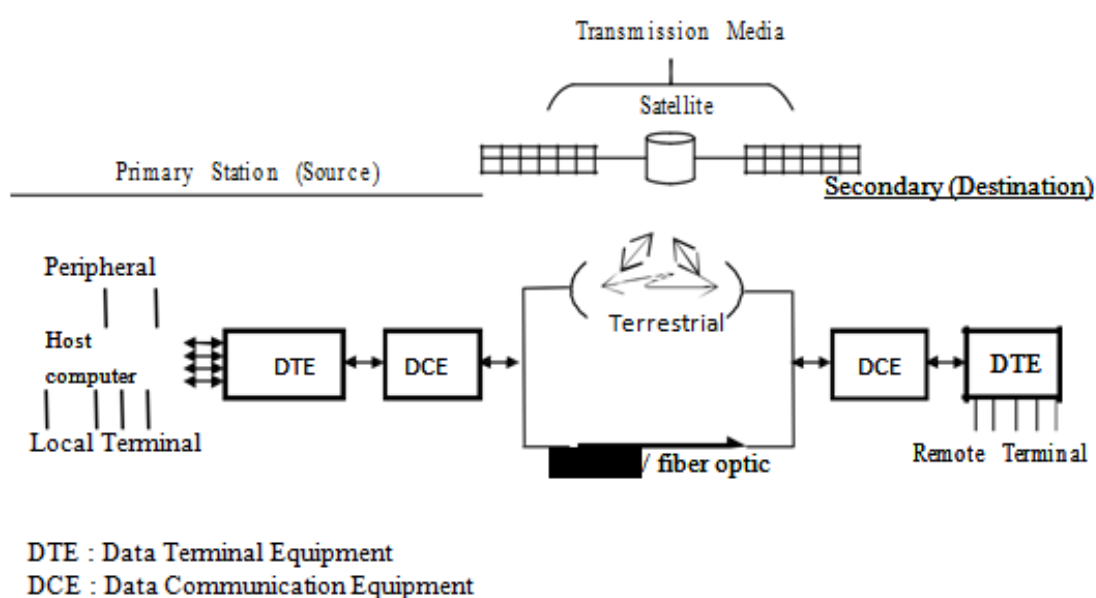 Transmission Media
Satellite
Primary Station (Source)
Secondary (Destination)
Peripheral
Terrestrial
Host
computer
DTE
DCE
DCE
DTE
Local Terminal
/ fiber optic
Remote Terminal
DTE : Data Terminal Equipment
DCE : Data Communication Equipment